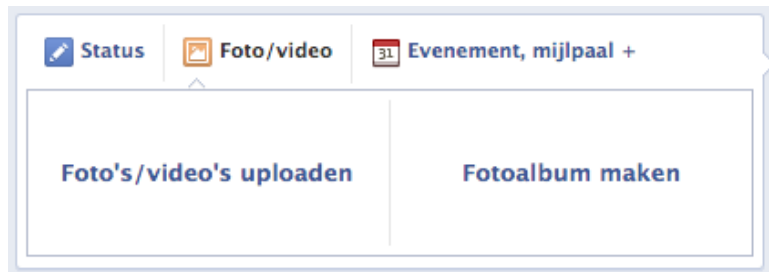 Status Foto/video 31 Evenement, mijlpaal +
Foto's/video's uploaden Fotoalbum maken